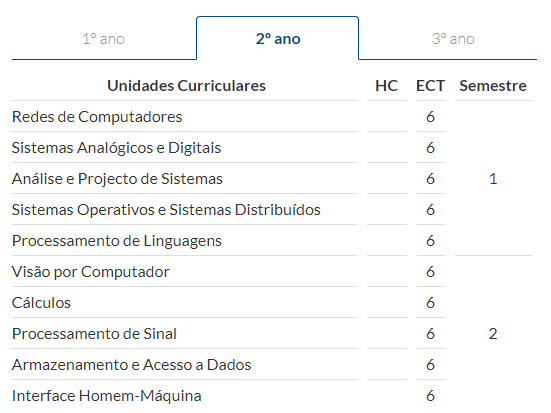 1º ano 2º ano 3º ano
Unidades Curriculares HC ECT Semestre
Redes de Computadores 6
Sistemas Analógicos e Digitais 6
Análise e Projecto de Sistemas 6 1
Sistemas Operativos e Sistemas Distribuídos 6
Processamento de Linguagens 6
Visão por Computador 6
Cálculos 6
Processamento de Sinal 6 2
Armazenamento e Acesso a Dados 6
Interface Homem-Máquina 6